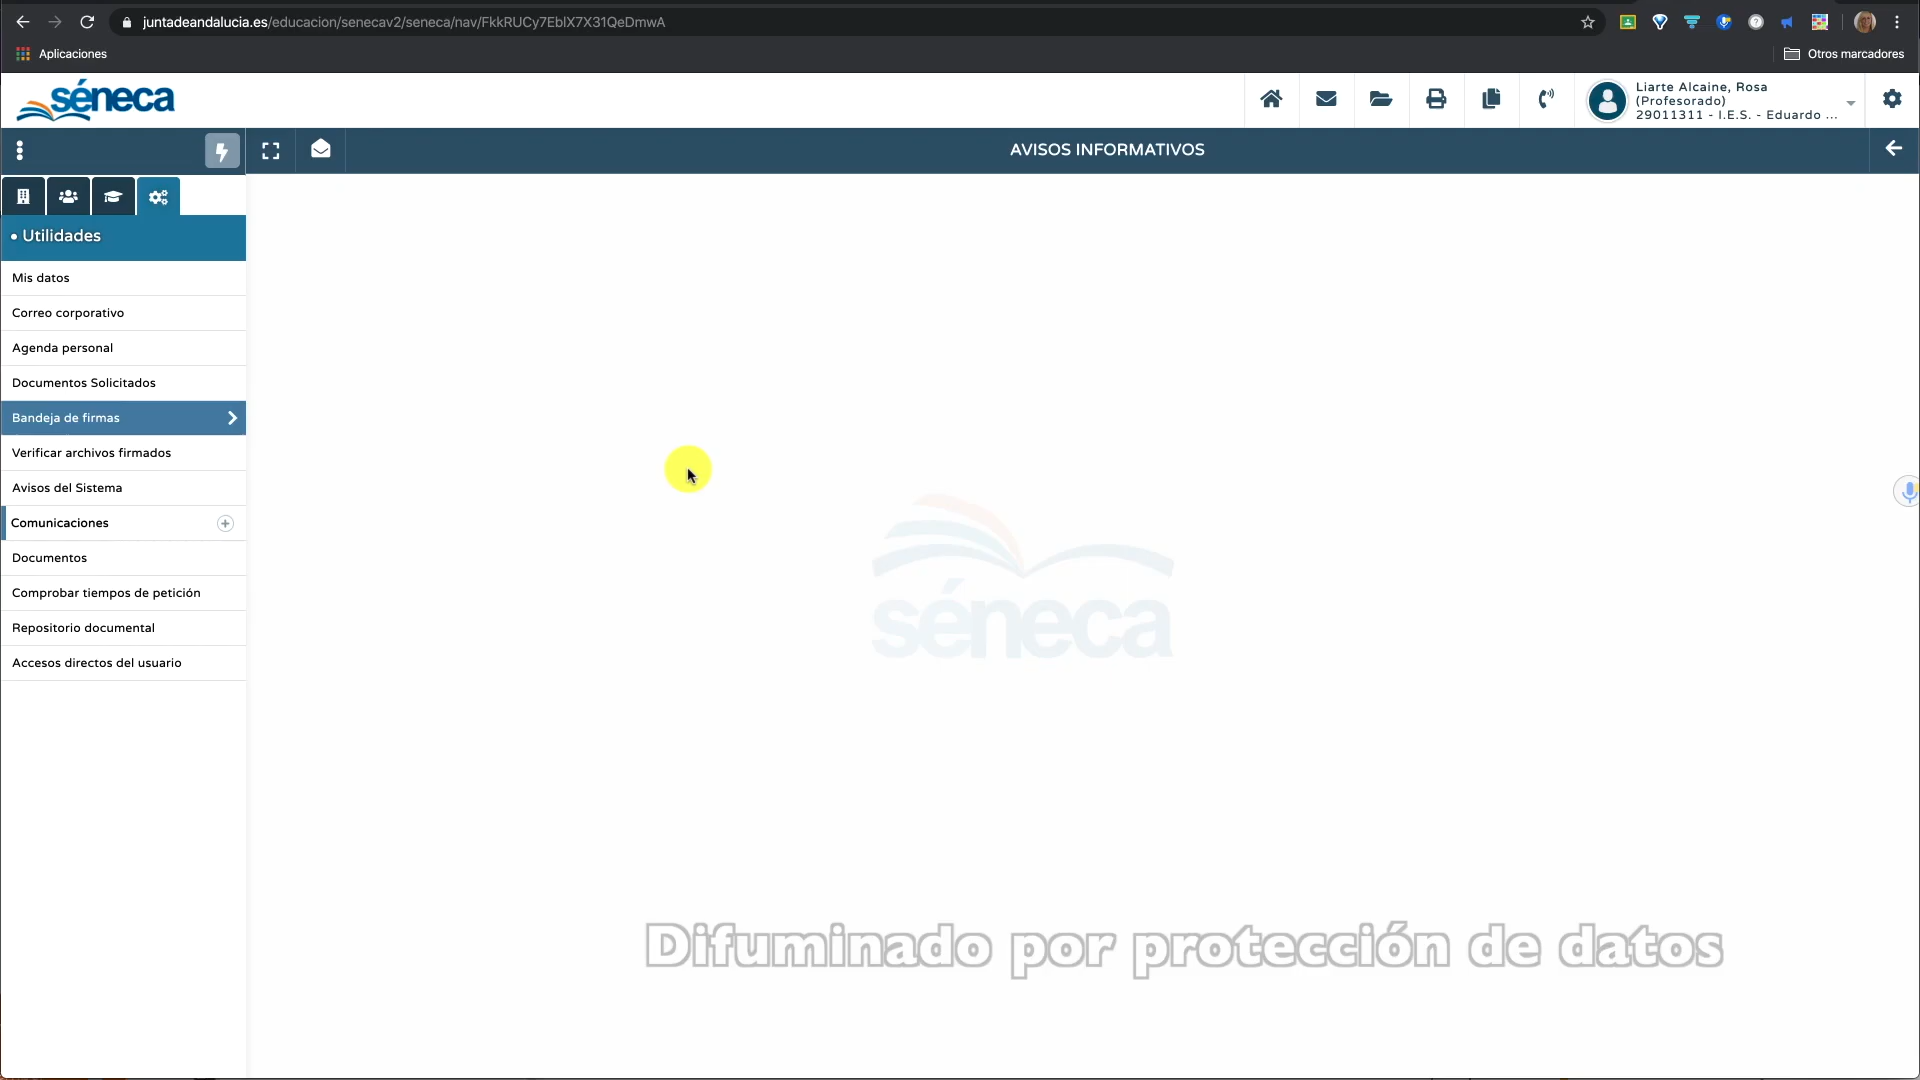 juntadeandalucia.es/educacion/senecav2/seneca/nav/FkkRUCy7EblX7X31QeDmwA
Aplicaciones
Otros marcadores
séneca
Liarte Alcaine, Rosa
(Profesorado)
29011311 - I.E.S. - Eduardo ...
AVISOS INFORMATIVOS
• Utilidades
Mis datos
Correo corporativo
Agenda personal
Documentos Solicitados
Bandeja de firmas
Verificar archivos firmados
Avisos del Sistema
Comunicaciones
Documentos
Comprobar tiempos de petición
Repositorio documental
Accesos directos del usuario
séneca
Difuminado por protección de datos